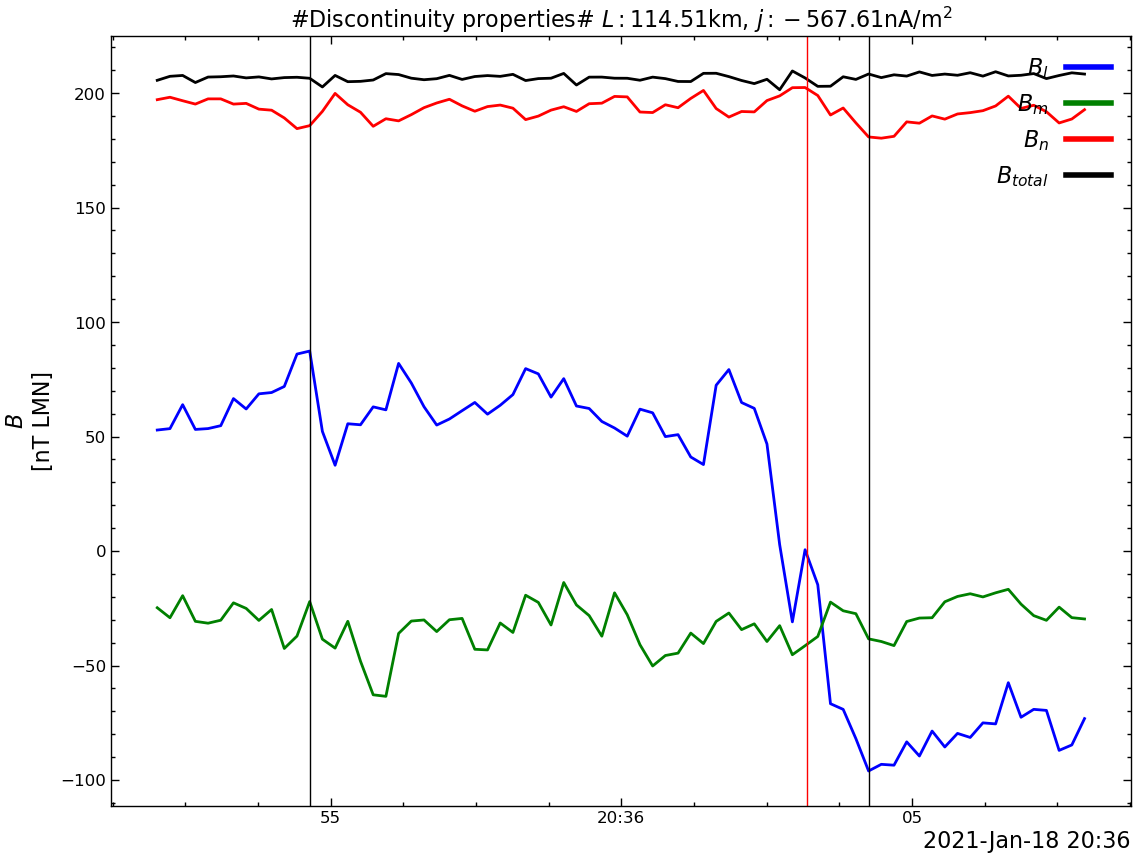 #Discontinuity properties# L: 114.51km, j: −567.61nA/m²
B
[nT LMN]
200
150
100
50
0
−50
−100
B_l
B_m
B_n
B_total
55
20:36
05
2021-Jan-18 20:36